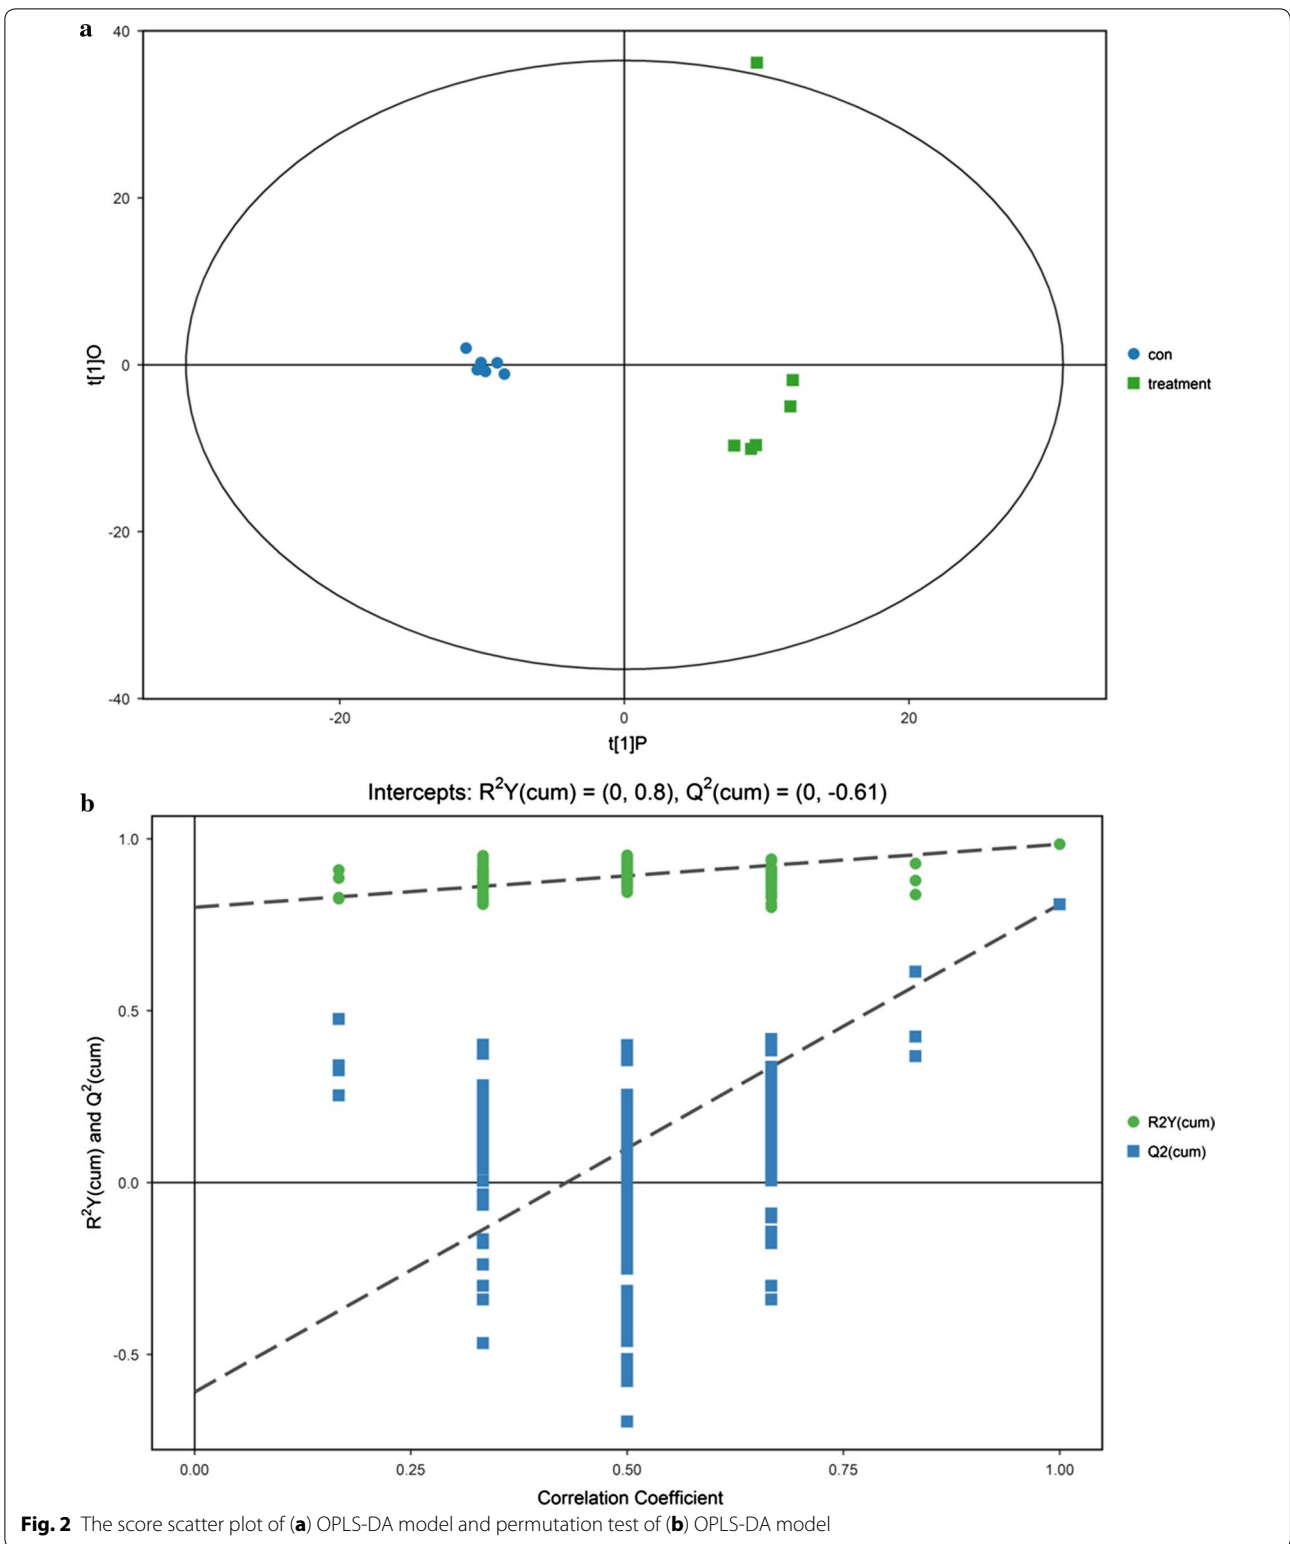 a
40
20
0
-20
-40
t[1]O
-20 0 20
t[1]P
con
treatment
b
Intercepts: R²Y(cum) = (0, 0.8), Q²(cum) = (0, -0.61)
1.0
0.5
0.0
-0.5
R²Y(cum) and Q²(cum)
0.00 0.25 0.50 0.75 1.00
Correlation Coefficient
R2Y(cum)
Q2(cum)
Fig. 2 The score scatter plot of (a) OPLS-DA model and permutation test of (b) OPLS-DA model